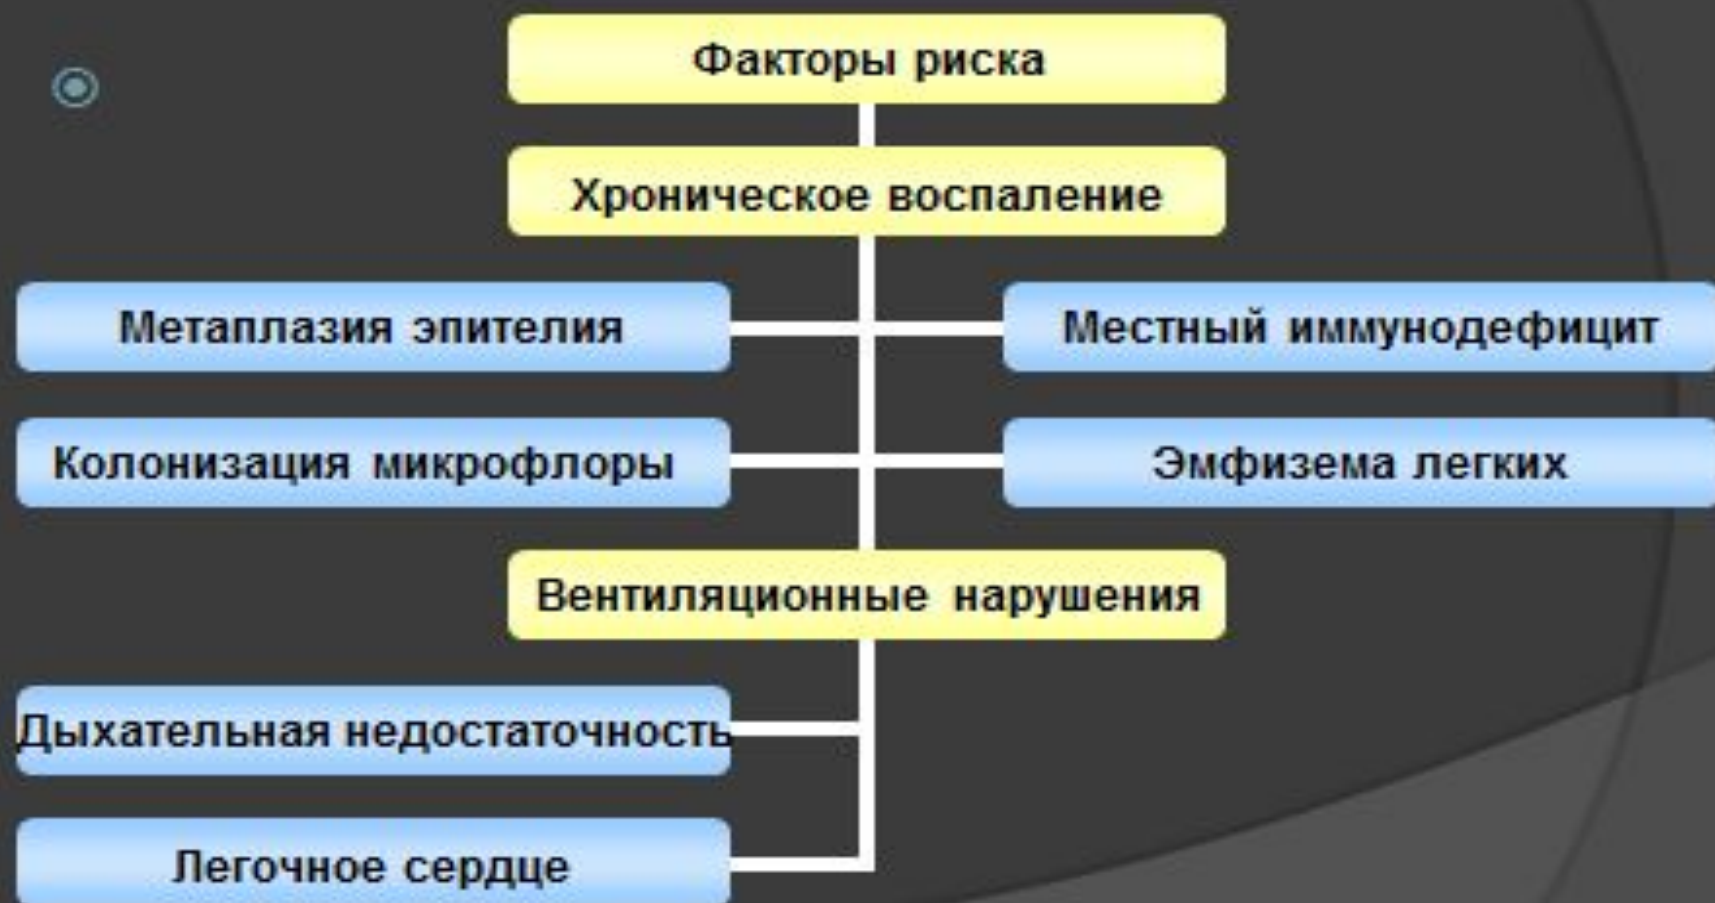 Факторы риска
Хроническое воспаление
Метаплазия эпителия
Местный иммунодефицит
Колонизация микрофлоры
Эмфизема легких
Вентиляционные нарушения
Дыхательная недостаточность
Легочное сердце